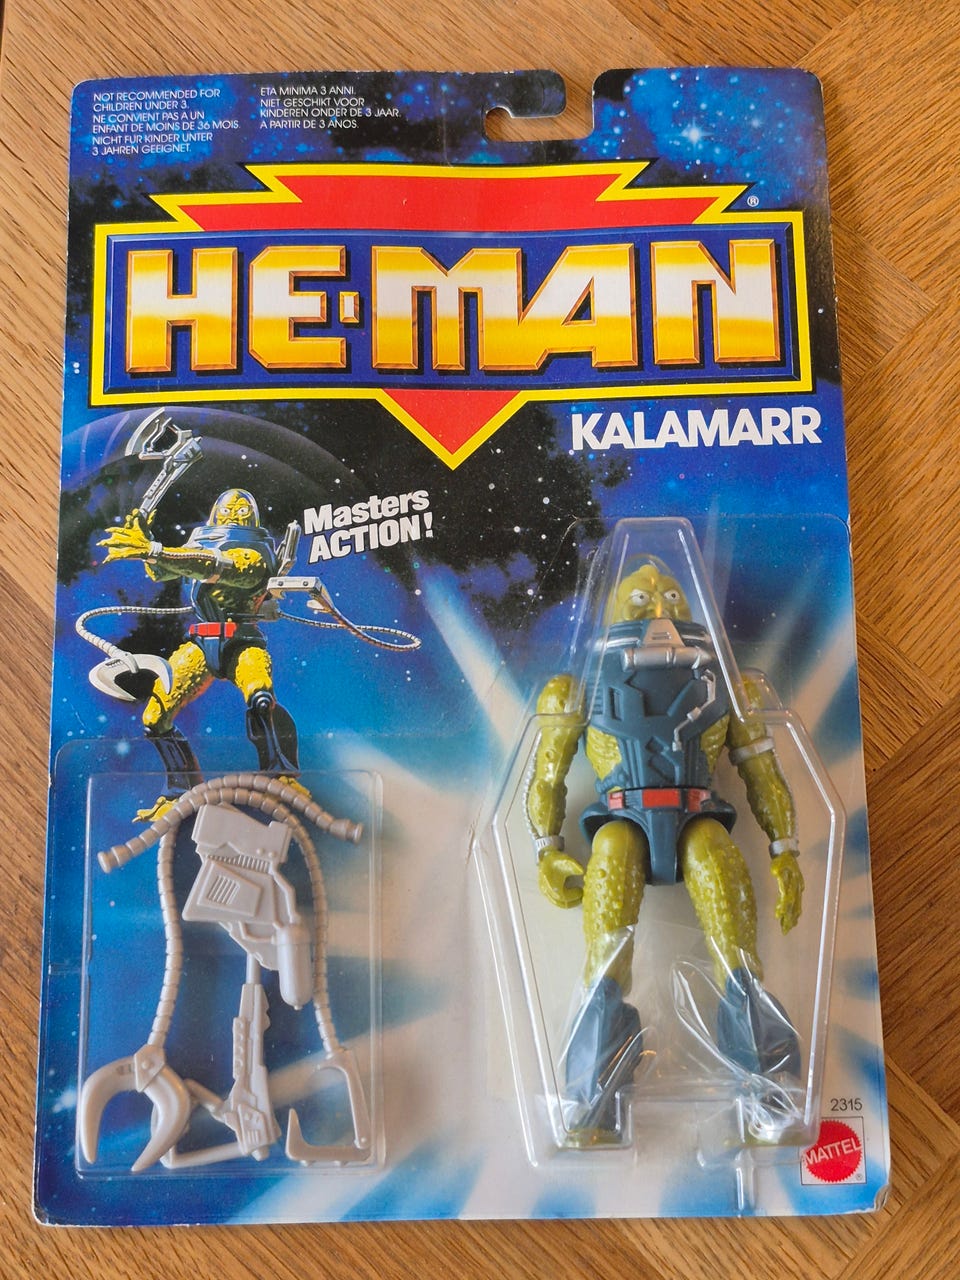 NOT RECOMMENDED FOR
CHILDREN UNDER 3.
NE CONVIENT PAS A UN
ENFANT DE MOINS DE 36 MOIS.
NICHT FUR KINDER UNTER
3 JAHREN GEEIGNET.
ETA MINIMA 3 ANNI.
NIET GESCHIKT VOOR
KINDEREN ONDER DE 3 JAAR.
A PARTIR DE 3 ANOS.
HE-MAN®
KALAMARR
Masters
ACTION!
2315
MATTEL®